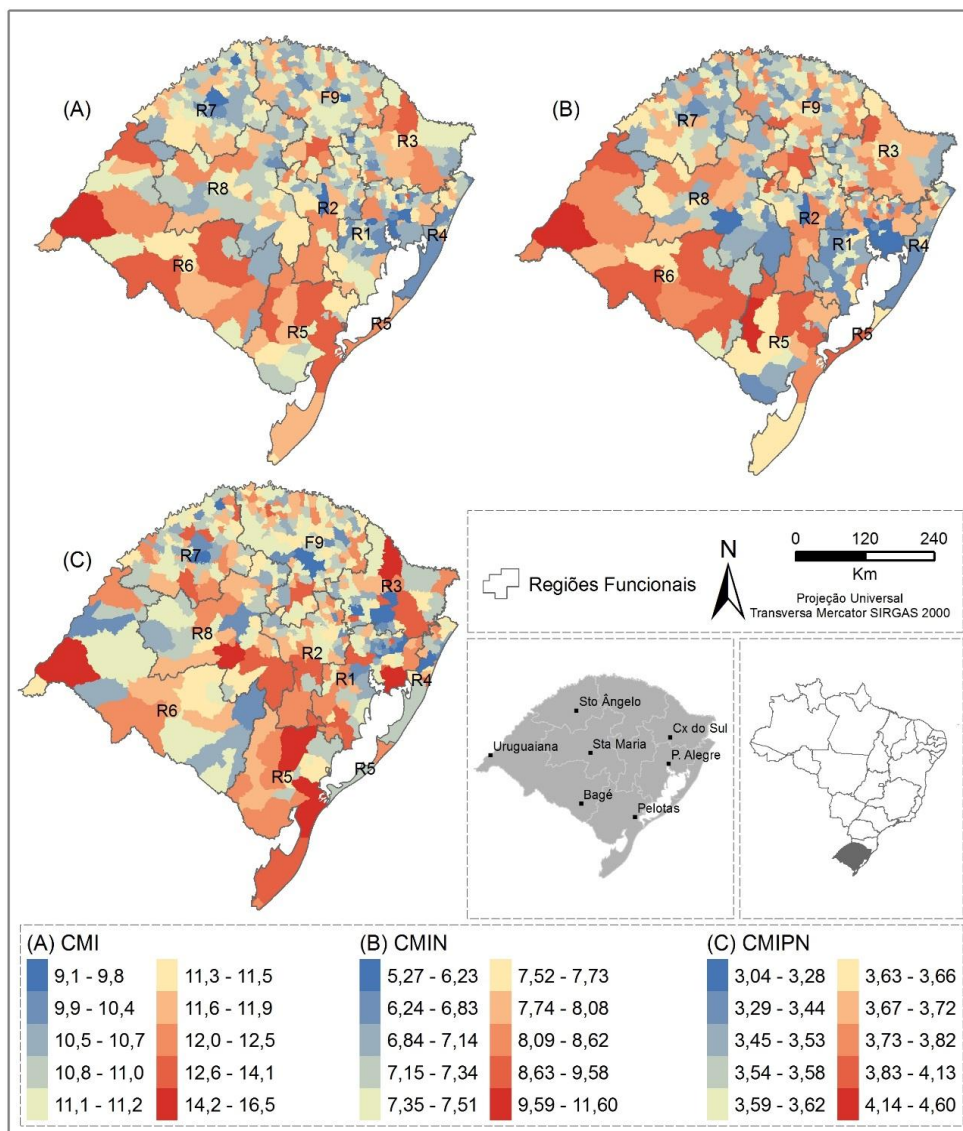 (A)
R7
F9
R3
R8
R2
R1
R4
R6
R5
R5
(B)
R7
F9
R3
R8
R2
R1
R4
R6
R5
R5
(C)
R7
F9
R3
R8
R2
R1
R4
R6
R5
R5
Regiões Funcionais
N
0 120 240
Km
Projeção Universal
Transversa Mercator SIRGAS 2000
Sto Ângelo
Cx do Sul
Uruguaiana
Sta Maria
P. Alegre
Bagé
Pelotas
(A) CMI
9,1 - 9,8
9,9 - 10,4
10,5 - 10,7
10,8 - 11,0
11,1 - 11,2
11,3 - 11,5
11,6 - 11,9
12,0 - 12,5
12,6 - 14,1
14,2 - 16,5
(B) CMIN
5,27 - 6,23
6,24 - 6,83
6,84 - 7,14
7,15 - 7,34
7,35 - 7,51
7,52 - 7,73
7,74 - 8,08
8,09 - 8,62
8,63 - 9,58
9,59 - 11,60
(C) CMIPN
3,04 - 3,28
3,29 - 3,44
3,45 - 3,53
3,54 - 3,58
3,59 - 3,62
3,63 - 3,66
3,67 - 3,72
3,73 - 3,82
3,83 - 4,13
4,14 - 4,60